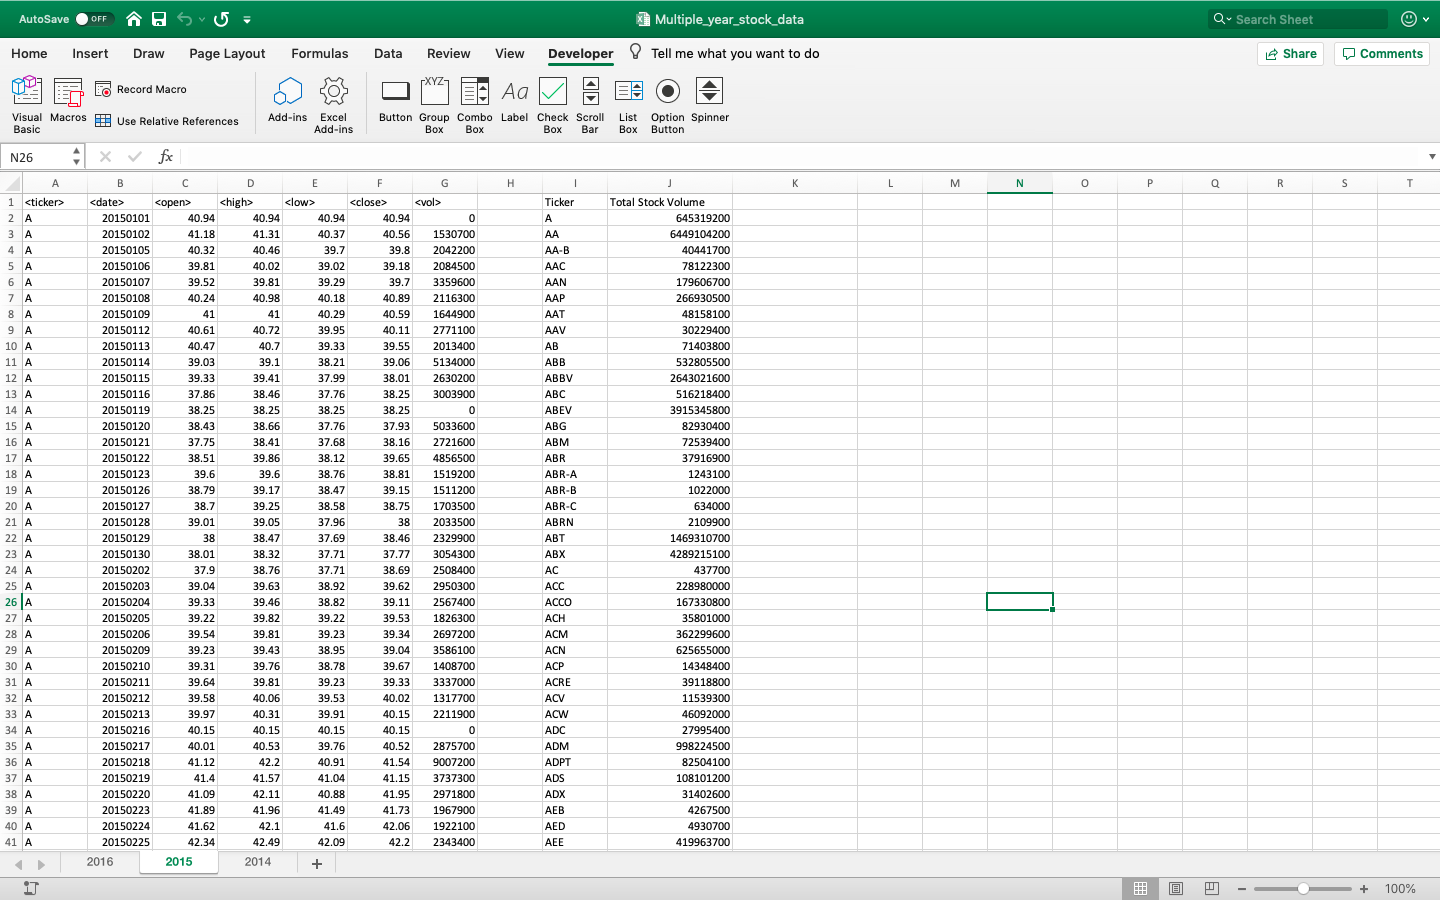 AutoSave OFF Multiple_year_stock_data Search Sheet
Home Insert Draw Page Layout Formulas Data Review View Developer Tell me what you want to do Share Comments
Visual Basic Macros Record Macro Use Relative References Add-ins Excel Add-ins Button Group Box Combo Box Label Check Box Scroll Bar List Box Option Button Spinner
XYZ Aa
N26 fx
A B C D E F G H I J K L M N O P Q R S T
1 <ticker> <date> <open> <high> <low> <close> <vol> Ticker Total Stock Volume
2 A 20150101 40.94 40.94 40.94 40.94 0 A 645319200
3 A 20150102 41.18 41.31 40.37 40.56 1530700 AA 6449104200
4 A 20150105 40.32 40.46 39.7 39.8 2042200 AA-B 40441700
5 A 20150106 39.81 40.02 39.02 39.18 2084500 AAC 78122300
6 A 20150107 39.52 39.81 39.29 39.7 3359600 AAN 179606700
7 A 20150108 40.24 40.98 40.18 40.89 2116300 AAP 266930500
8 A 20150109 41 41 40.29 40.59 1644900 AAT 48158100
9 A 20150112 40.61 40.72 39.95 40.11 2771100 AAV 30229400
10 A 20150113 40.47 40.7 39.33 39.55 2013400 AB 71403800
11 A 20150114 39.03 39.1 38.21 39.06 5134000 ABB 532805500
12 A 20150115 39.33 39.41 37.99 38.01 2630200 ABBV 2643021600
13 A 20150116 37.86 38.46 37.76 38.25 3003900 ABC 516218400
14 A 20150119 38.25 38.25 38.25 38.25 0 ABEV 3915345800
15 A 20150120 38.43 38.66 37.76 37.93 5033600 ABG 82930400
16 A 20150121 37.75 38.41 37.68 38.16 2721600 ABM 72539400
17 A 20150122 38.51 39.86 38.12 39.65 4856500 ABR 37916900
18 A 20150123 39.6 39.6 38.76 38.81 1519200 ABR-A 1243100
19 A 20150126 38.79 39.17 38.47 39.15 1511200 ABR-B 1022000
20 A 20150127 38.7 39.25 38.58 38.75 1703500 ABR-C 634000
21 A 20150128 39.01 39.05 37.96 38 2033500 ABRN 2109900
22 A 20150129 38 38.47 37.69 38.46 2329900 ABT 1469310700
23 A 20150130 38.01 38.32 37.71 37.77 3054300 ABX 4289215100
24 A 20150202 37.9 38.76 37.71 38.69 2508400 AC 437700
25 A 20150203 39.04 39.63 38.92 39.62 2950300 ACC 228980000
26 A 20150204 39.33 39.46 38.82 39.11 2567400 ACCO 167330800
27 A 20150205 39.22 39.82 39.22 39.53 1826300 ACH 35801000
28 A 20150206 39.54 39.81 39.23 39.34 2697200 ACM 362299600
29 A 20150209 39.23 39.43 38.95 39.04 3586100 ACN 625655000
30 A 20150210 39.31 39.76 38.78 39.67 1408700 ACP 14348400
31 A 20150211 39.64 39.81 39.23 39.33 3337000 ACRE 39118800
32 A 20150212 39.58 40.06 39.53 40.02 1317700 ACV 11539300
33 A 20150213 39.97 40.31 39.91 40.15 2211900 ACW 46092000
34 A 20150216 40.15 40.15 40.15 40.15 0 ADC 27995400
35 A 20150217 40.01 40.53 39.76 40.52 2875700 ADM 998224500
36 A 20150218 41.12 42.2 40.91 41.54 9007200 ADPT 82504100
37 A 20150219 41.4 41.57 41.04 41.15 3737300 ADS 108101200
38 A 20150220 41.09 42.11 40.88 41.95 2971800 ADX 31402600
39 A 20150223 41.89 41.96 41.49 41.73 1967900 AEB 4267500
40 A 20150224 41.62 42.1 41.6 42.06 1922100 AED 4930700
41 A 20150225 42.34 42.49 42.09 42.2 2343400 AEE 419963700
2016 2015 2014 +
100%